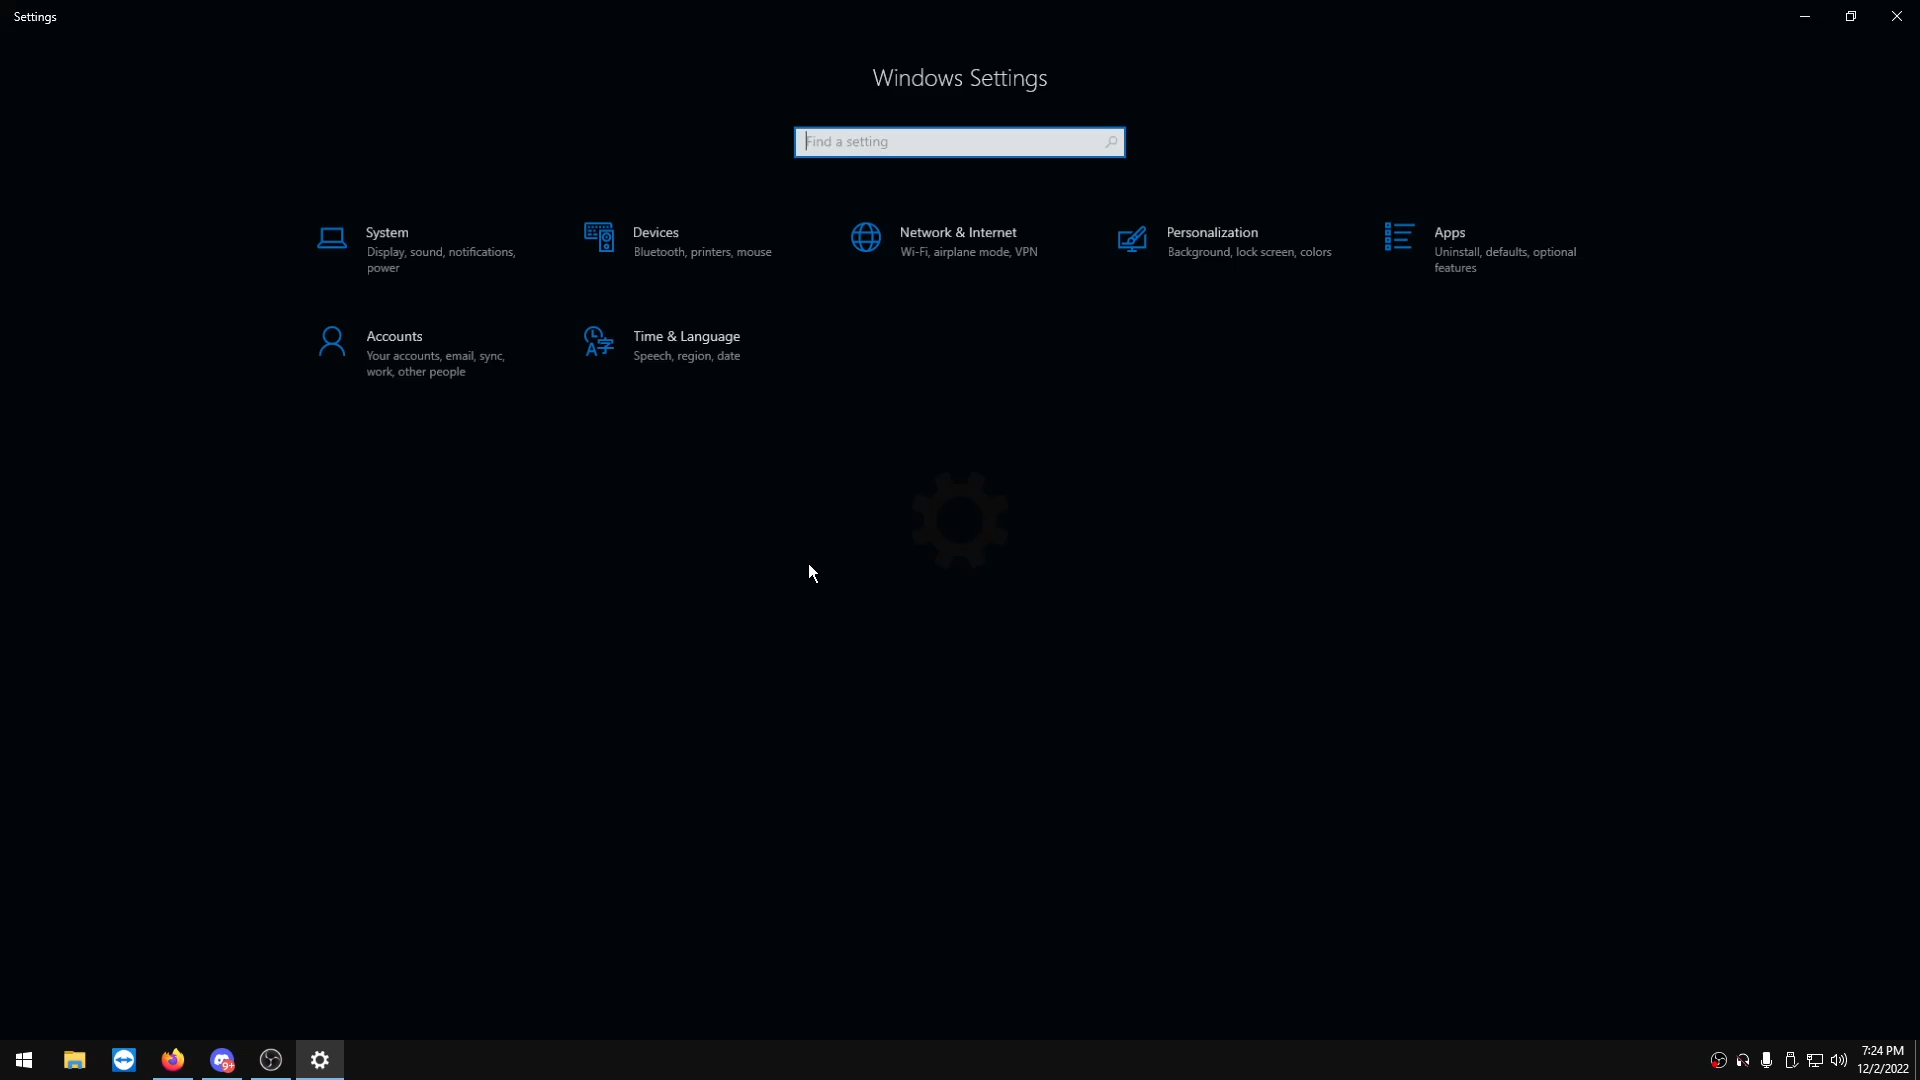 Settings
Windows Settings
Find a setting
System
Display, sound, notifications,
power
Devices
Bluetooth, printers, mouse
Network & Internet
Wi-Fi, airplane mode, VPN
Personalization
Background, lock screen, colors
Apps
Uninstall, defaults, optional
features
Accounts
Your accounts, email, sync,
work, other people
Time & Language
Speech, region, date
9+
7:24 PM
12/2/2022